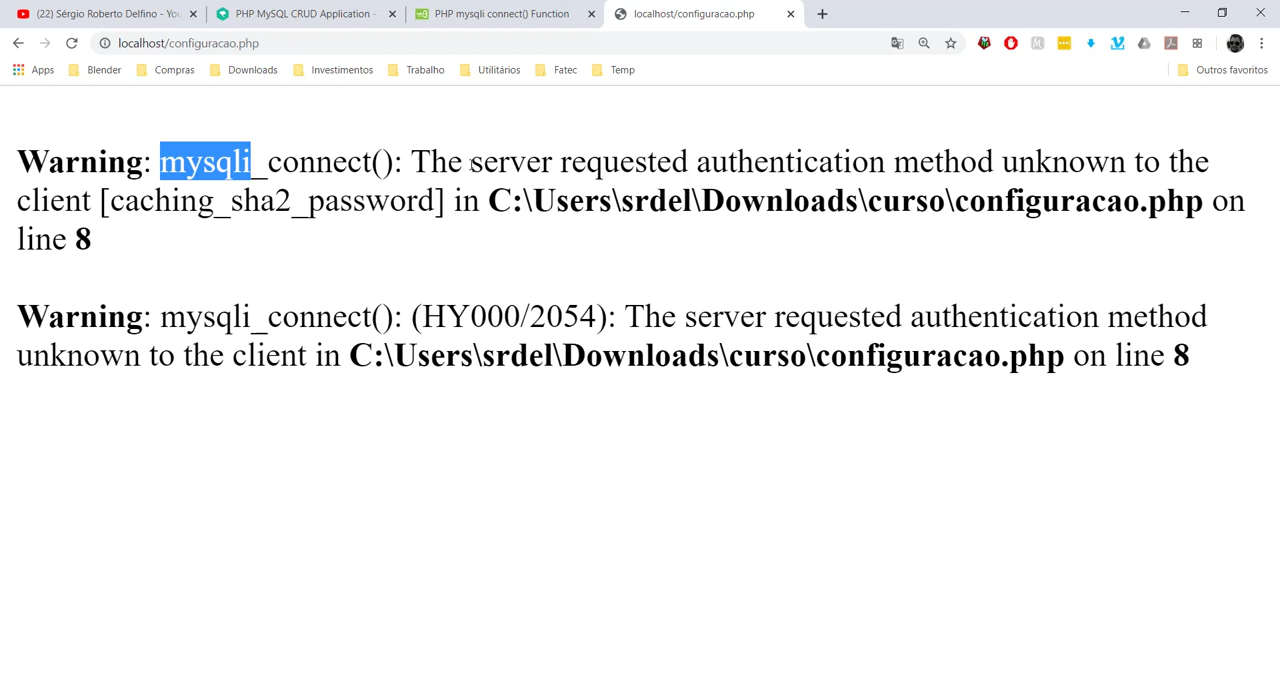 (22) Sérgio Roberto Delfino - You
PHP MySQL CRUD Application -
PHP mysqli connect() Function
localhost/configuracao.php
localhost/configuracao.php
Apps Blender Compras Downloads Investimentos Trabalho Utilitários Fatec Temp Outros favoritos
Warning: mysqli_connect(): The server requested authentication method unknown to the
client [caching_sha2_password] in C:\Users\srdel\Downloads\curso\configuracao.php on
line 8
Warning: mysqli_connect(): (HY000/2054): The server requested authentication method
unknown to the client in C:\Users\srdel\Downloads\curso\configuracao.php on line 8